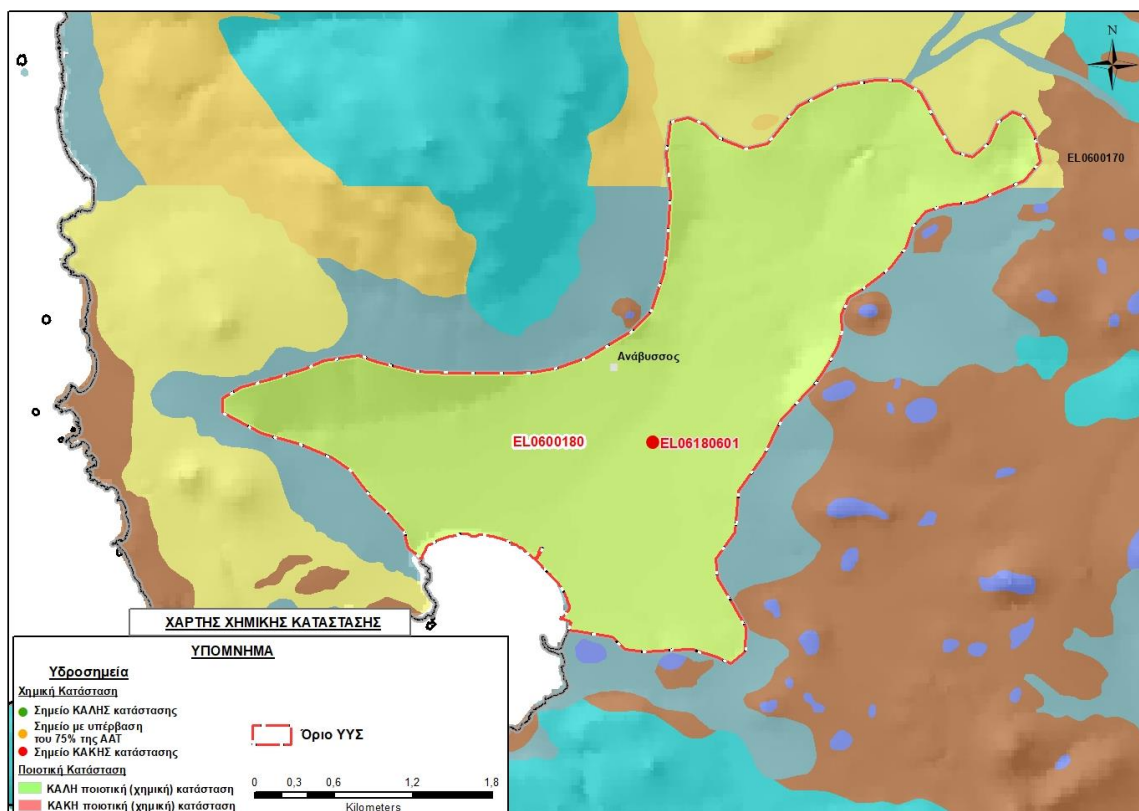 N
EL0600170
Ανάβυσσος
EL0600180
EL06180601
ΧΑΡΤΗΣ ΧΗΜΙΚΗΣ ΚΑΤΑΣΤΑΣΗΣ
ΥΠΟΜΝΗΜΑ
Υδροσημεία
Χημική Κατάσταση
Σημείο ΚΑΛΗΣ κατάστασης
Σημείο με υπέρβαση
του 75% της ΑΑΤ
Σημείο ΚΑΚΗΣ κατάστασης
Ποιοτική Κατάσταση
ΚΑΛΗ ποιοτική (χημική) κατάσταση
ΚΑΚΗ ποιοτική (χημική) κατάσταση
Όριο ΥΥΣ
0 0,3 0,6 1,2 1,8
Kilometers